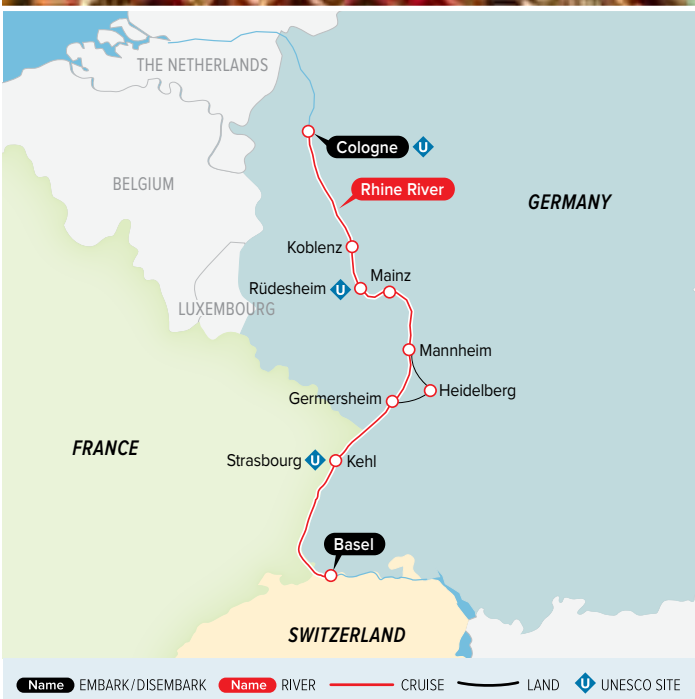 THE NETHERLANDS
Cologne U
BELGIUM
Rhine River
GERMANY
Koblenz
Mainz
Rüdesheim U
LUXEMBOURG
Mannheim
Heidelberg
Germersheim
FRANCE
Strasbourg U Kehl
Basel
SWITZERLAND
Name EMBARK/DISEMBARK Name RIVER CRUISE LAND U UNESCO SITE